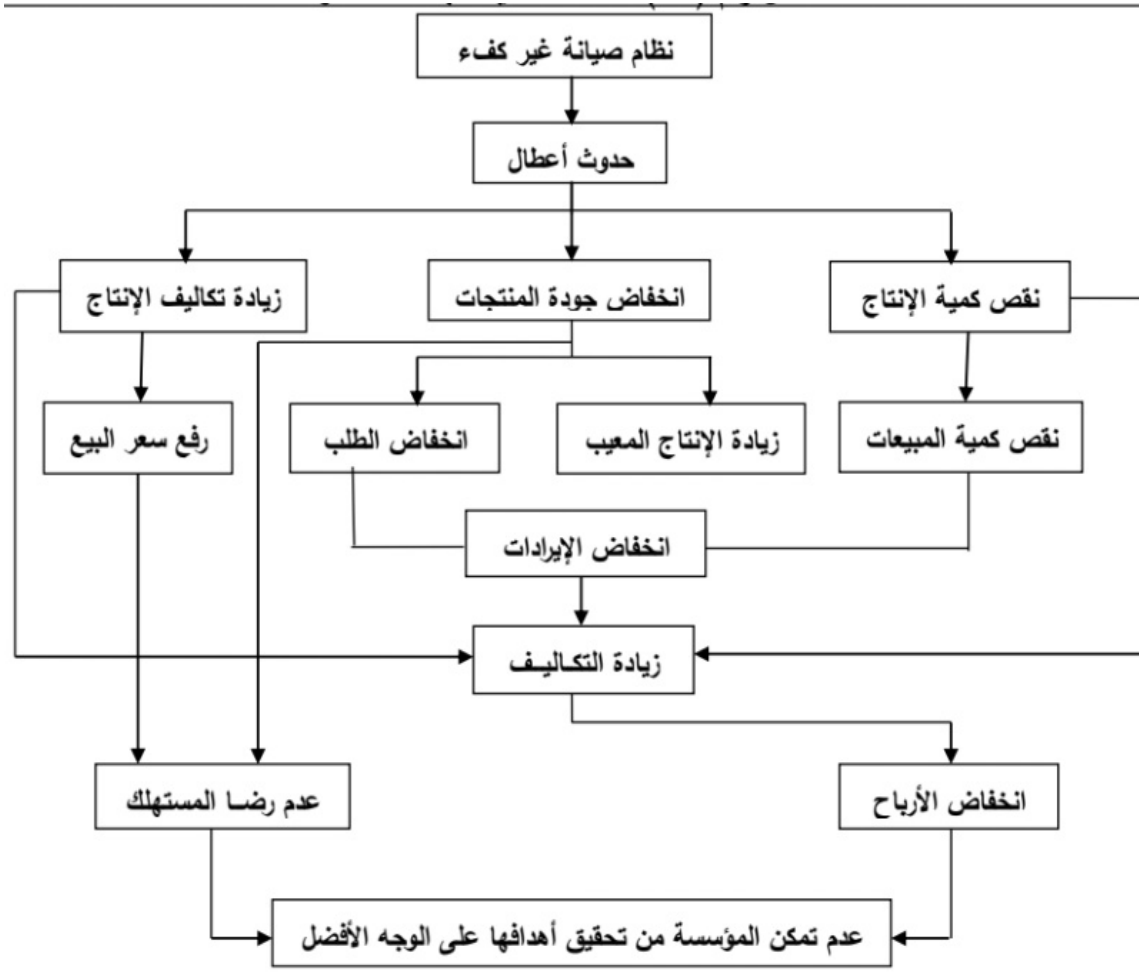 نظام صيانة غير كفء
حدوث أعطال
نقص كمية الإنتاج
انخفاض جودة المنتجات
زيادة تكاليف الإنتاج
نقص كمية المبيعات
زيادة الإنتاج المعيب
انخفاض الطلب
رفع سعر البيع
انخفاض الإيرادات
زيادة التكـاليـف
انخفاض الأرباح
عدم رضـا المستهلك
عدم تمكن المؤسسة من تحقيق أهدافها على الوجه الأفضل